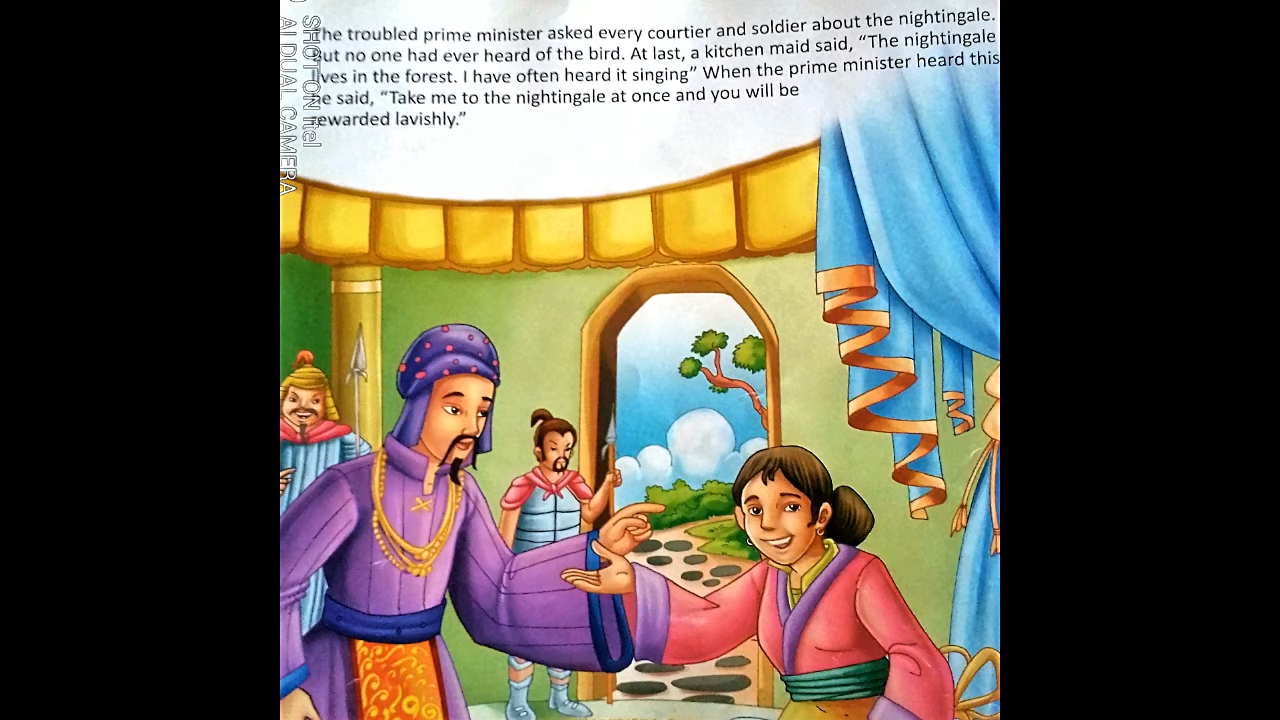 The troubled prime minister asked every courtier and soldier about the nightingale.
But no one had ever heard of the bird. At last, a kitchen maid said, “The nightingale
lives in the forest. I have often heard it singing” When the prime minister heard this
he said, “Take me to the nightingale at once and you will be
rewarded lavishly.”
SHOT ON itel
AI DUAL CAMERA